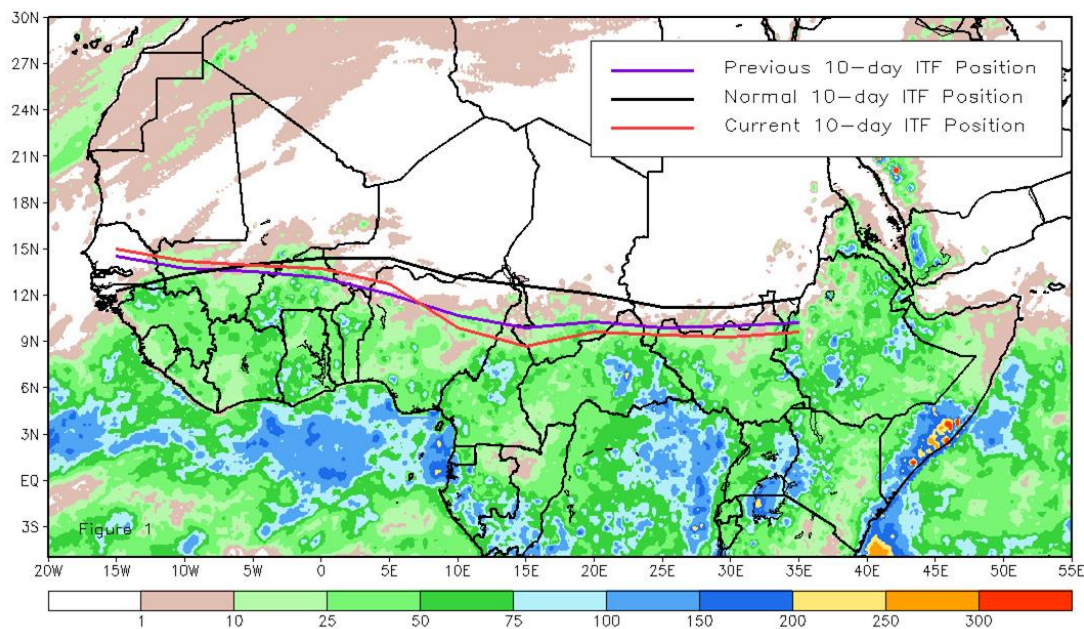 30N
27N
24N
21N
18N
15N
12N
9N
6N
3N
EQ
3S
Previous 10-day ITF Position
Normal 10-day ITF Position
Current 10-day ITF Position
Figure 1
20W 15W 10W 5W 0 5E 10E 15E 20E 25E 30E 35E 40E 45E 50E 55E
1 10 25 50 75 100 150 200 250 300